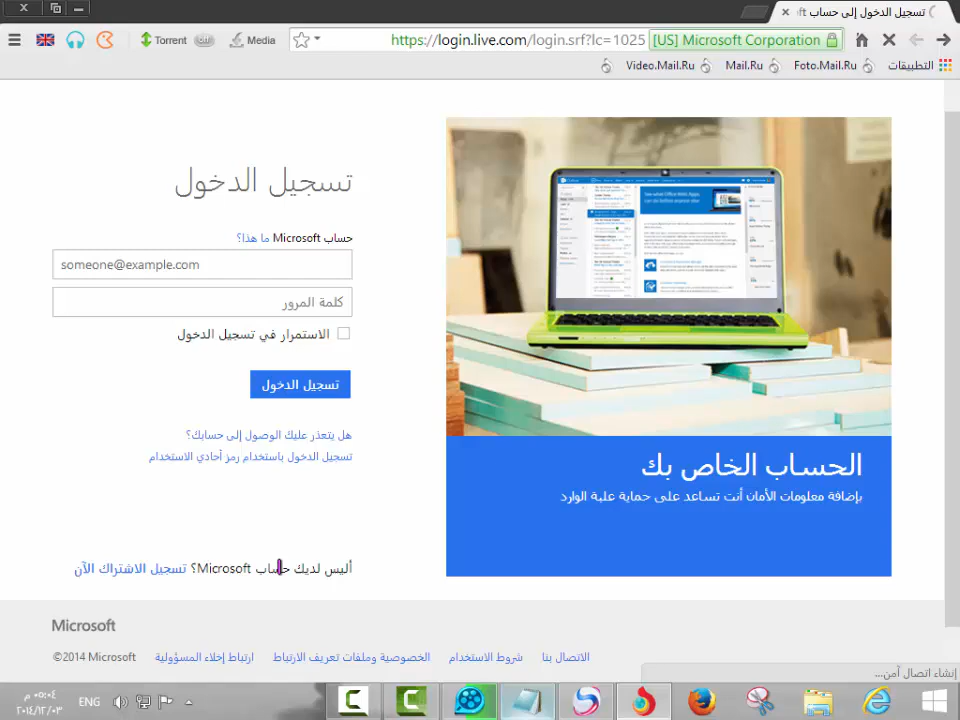 تسجيل الدخول إلى حساب ft
https://login.live.com/login.srf?lc=1025 [US] Microsoft Corporation
Torrent
Media
التطبيقات
Foto.Mail.Ru
Mail.Ru
Video.Mail.Ru
تسجيل الدخول
حساب Microsoft ما هذا؟
someone@example.com
كلمة المرور
الاستمرار في تسجيل الدخول
تسجيل الدخول
هل يتعذر عليك الوصول إلى حسابك؟
تسجيل الدخول باستخدام رمز أحادي الاستخدام
أليس لديك حساب Microsoft؟ تسجيل الاشتراك الآن
الحساب الخاص بك
بإضافة معلومات الأمان أنت تساعد على حماية علبة الوارد
Microsoft
©2014 Microsoft
ارتباط إخلاء المسؤولية
الخصوصية وملفات تعريف الارتباط
شروط الاستخدام
الاتصال بنا
إنشاء اتصال آمن...
ENG
٠٥:٠٤ م
٢٠١٤/١٢/٠٣